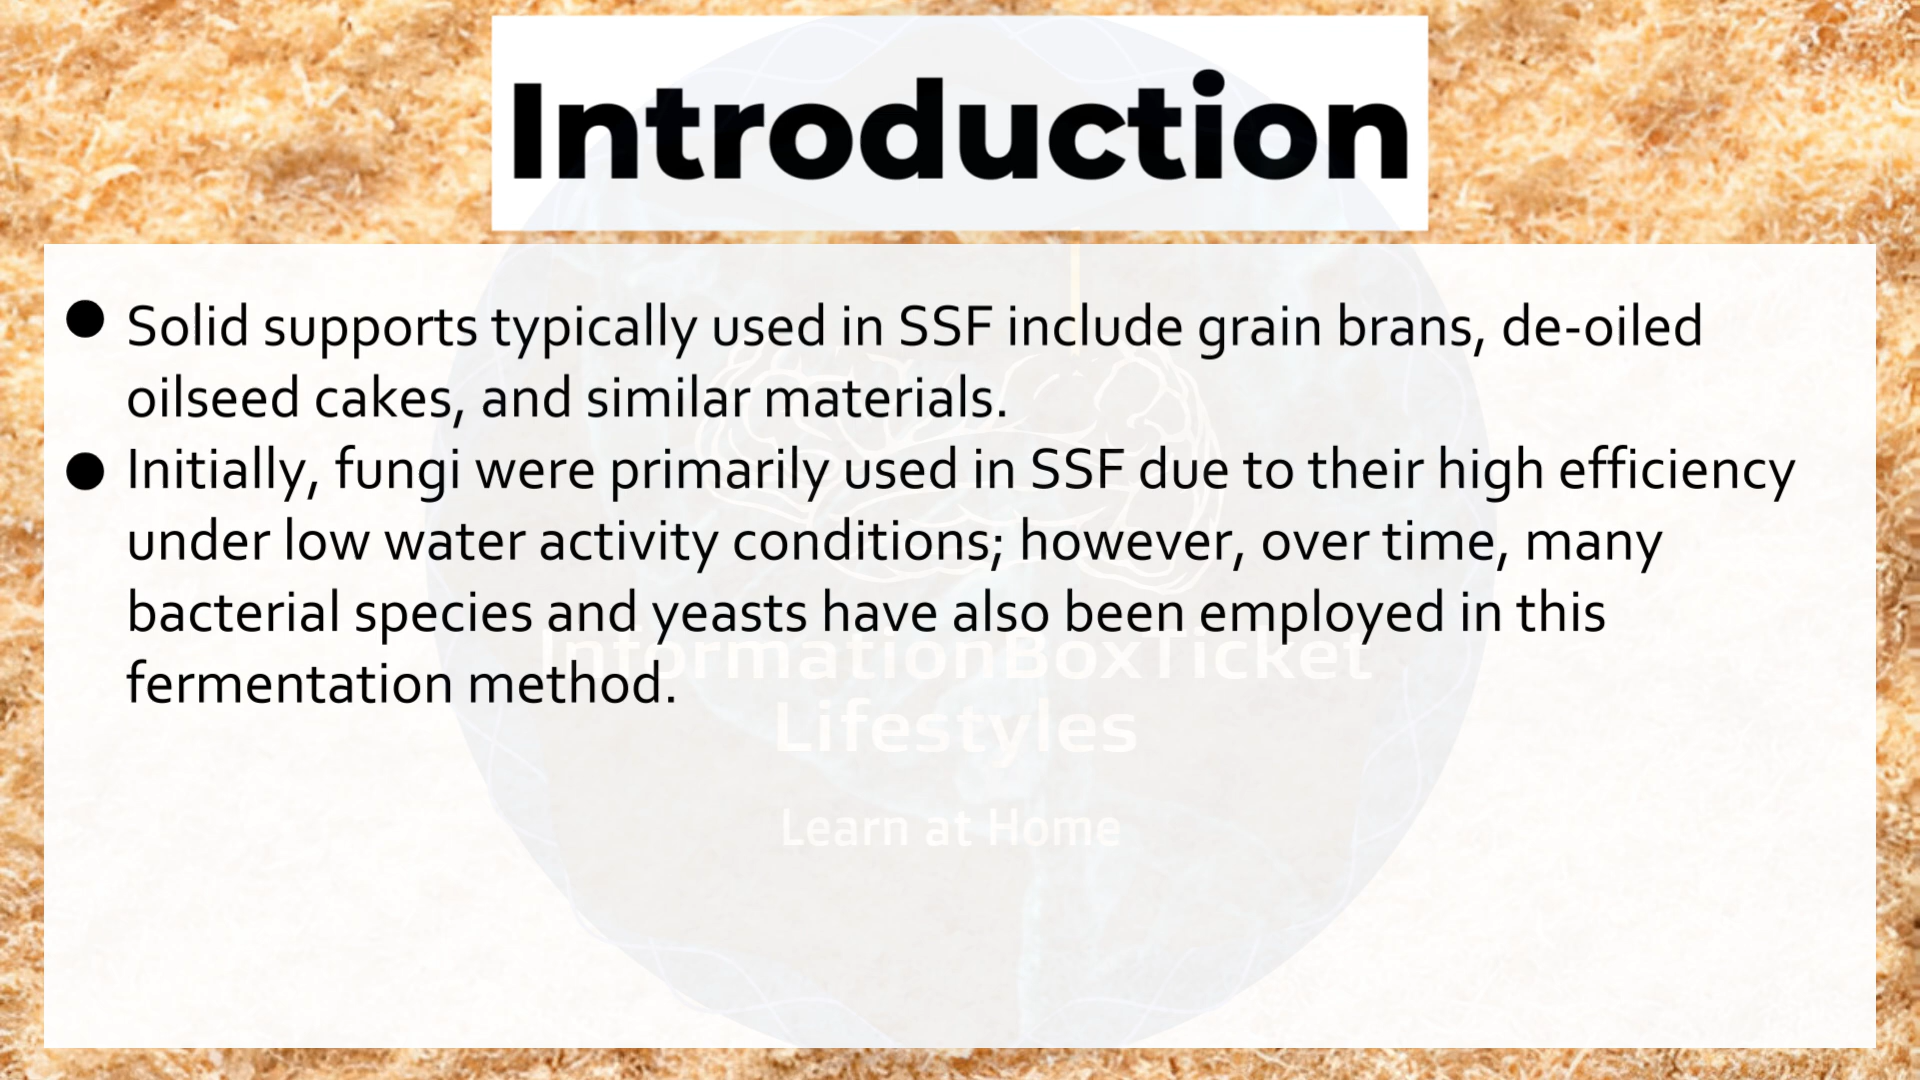 Introduction
● Solid supports typically used in SSF include grain brans, de-oiled
oilseed cakes, and similar materials.
● Initially, fungi were primarily used in SSF due to their high efficiency
under low water activity conditions; however, over time, many
bacterial species and yeasts have also been employed in this
fermentation method.
InformationBoxTicket
Lifestyles
Learn at Home